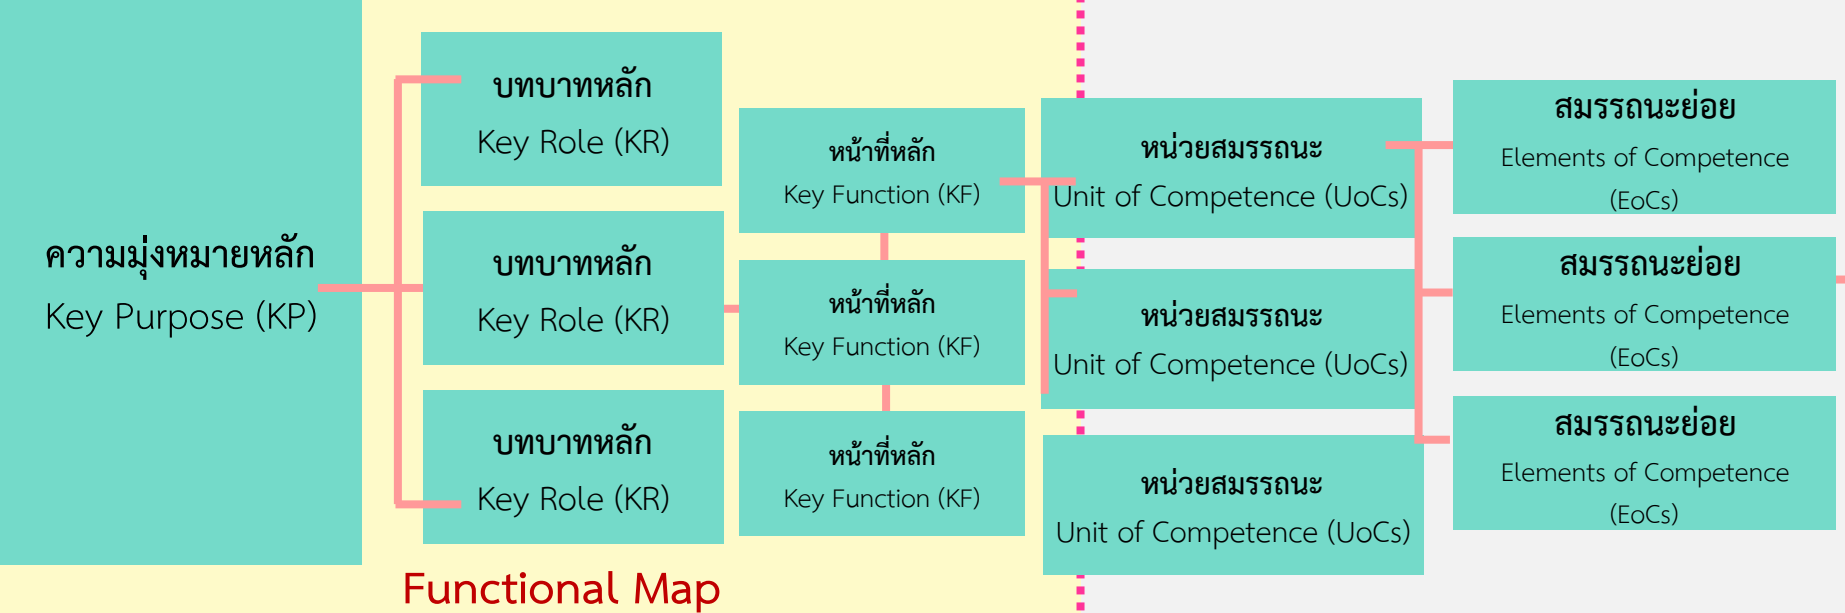 ความมุ่งหมายหลัก
Key Purpose (KP)
บทบาทหลัก
Key Role (KR)
บทบาทหลัก
Key Role (KR)
บทบาทหลัก
Key Role (KR)
หน้าที่หลัก
Key Function (KF)
หน้าที่หลัก
Key Function (KF)
หน้าที่หลัก
Key Function (KF)
หน่วยสมรรถนะ
Unit of Competence (UoCs)
หน่วยสมรรถนะ
Unit of Competence (UoCs)
หน่วยสมรรถนะ
Unit of Competence (UoCs)
สมรรถนะย่อย
Elements of Competence
(EoCs)
สมรรถนะย่อย
Elements of Competence
(EoCs)
สมรรถนะย่อย
Elements of Competence
(EoCs)
Functional Map